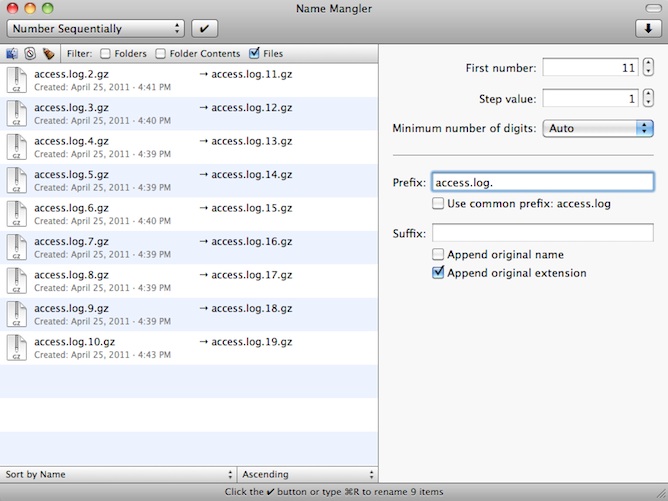 Name Mangler
Number Sequentially
✔
Filter: Folders Folder Contents Files
access.log.2.gz → access.log.11.gz
Created: April 25, 2011 - 4:41 PM
access.log.3.gz → access.log.12.gz
Created: April 25, 2011 - 4:40 PM
access.log.4.gz → access.log.13.gz
Created: April 25, 2011 - 4:39 PM
access.log.5.gz → access.log.14.gz
Created: April 25, 2011 - 4:39 PM
access.log.6.gz → access.log.15.gz
Created: April 25, 2011 - 4:40 PM
access.log.7.gz → access.log.16.gz
Created: April 25, 2011 - 4:39 PM
access.log.8.gz → access.log.17.gz
Created: April 25, 2011 - 4:39 PM
access.log.9.gz → access.log.18.gz
Created: April 25, 2011 - 4:39 PM
access.log.10.gz → access.log.19.gz
Created: April 25, 2011 - 4:43 PM
GZ
GZ
GZ
GZ
GZ
GZ
GZ
GZ
GZ
Sort by Name
Ascending
First number: 11
Step value: 1
Minimum number of digits: Auto
Prefix: access.log.
Use common prefix: access.log
Suffix:
Append original name
Append original extension
Click the ✔ button or type ⌘R to rename 9 items